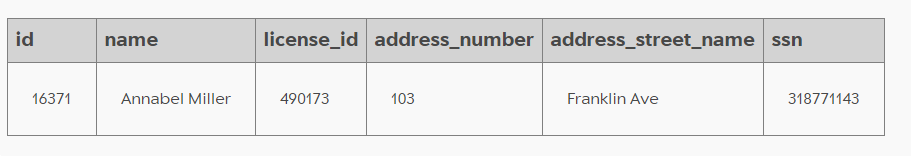 id name license_id address_number address_street_name ssn
16371 Annabel Miller 490173 103 Franklin Ave 318771143